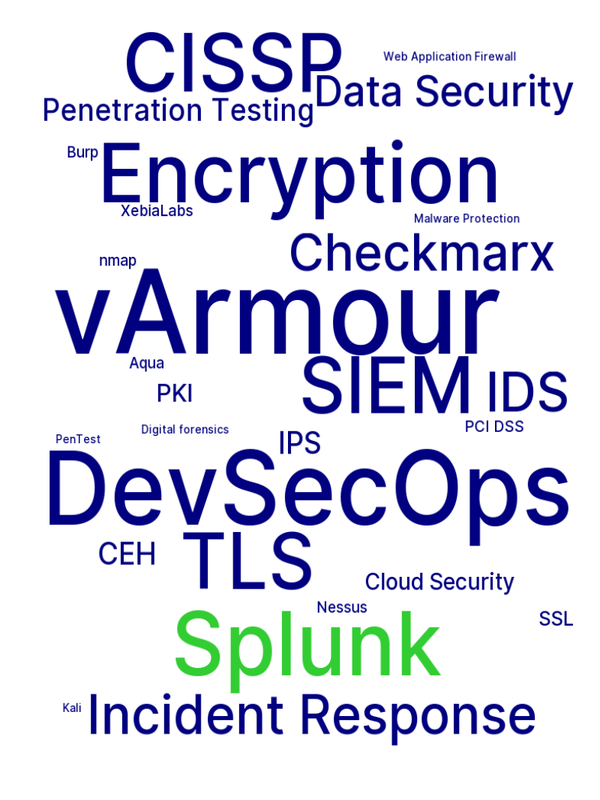 CISSP
Web Application Firewall
Data Security
Penetration Testing
Burp
Encryption
XebiaLabs
Malware Protection
Checkmarx
nmap
vArmour
Aqua
SIEM
IDS
PKI
PCI DSS
Digital forensics
PenTest
IPS
DevSecOps
CEH
TLS
Cloud Security
Nessus
SSL
Splunk
Kali
Incident Response